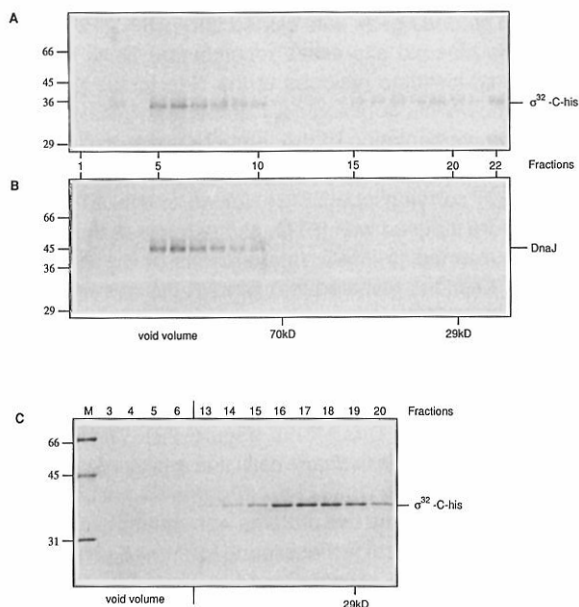 A
66
45
36
29
σ32-C-his
1 5 10 15 20 22 Fractions
B
66
45
36
29
DnaJ
void volume 70kD 29kD
C
M 3 4 5 6 13 14 15 16 17 18 19 20 Fractions
66
45
31
σ32-C-his
void volume 29kD